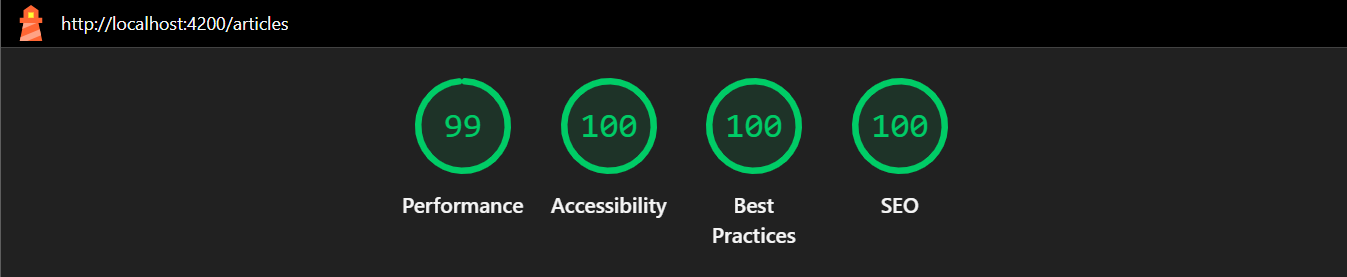 http://localhost:4200/articles
99
100
100
100
Performance
Accessibility
Best
Practices
SEO